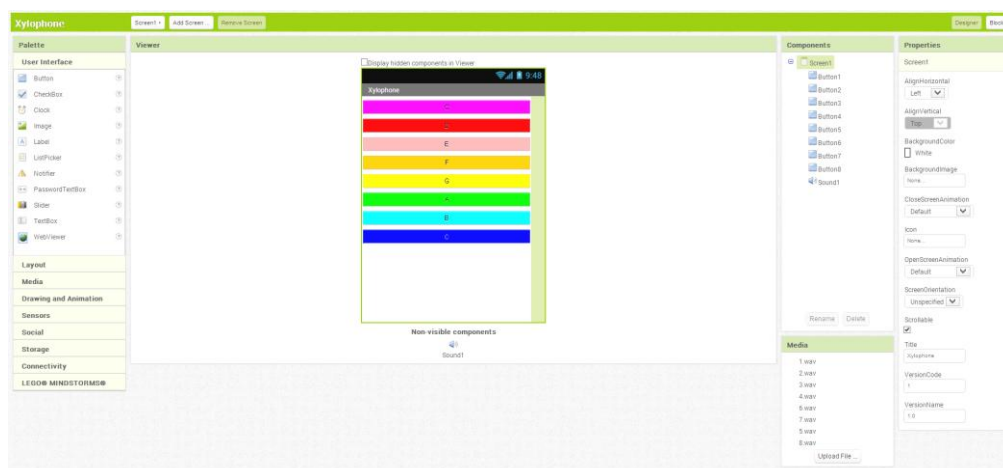 Xylophone
Screen1
Add Screen ...
Remove Screen
Designer
Block
Palette
User Interface
Button
CheckBox
Clock
Image
Label
ListPicker
Notifier
PasswordTextBox
Slider
TextBox
WebViewer
Layout
Media
Drawing and Animation
Sensors
Social
Storage
Connectivity
LEGO® MINDSTORMS®
Viewer
Display hidden components in Viewer
9:48
Xylophone
C
E
F
G
A
B
C
Non-visible components
Sound1
Components
Screen1
Button1
Button2
Button3
Button4
Button5
Button6
Button7
Button8
Sound1
Rename
Delete
Media
1.wav
2.wav
3.wav
4.wav
6.wav
7.wav
5.wav
8.wav
Upload File ...
Properties
Screen1
AlignHorizontal
Left
AlignVertical
Top
BackgroundColor
White
BackgroundImage
None...
CloseScreenAnimation
Default
Icon
None...
OpenScreenAnimation
Default
ScreenOrientation
Unspecified
Scrollable
Title
Xylophone
VersionCode
1
VersionName
1.0